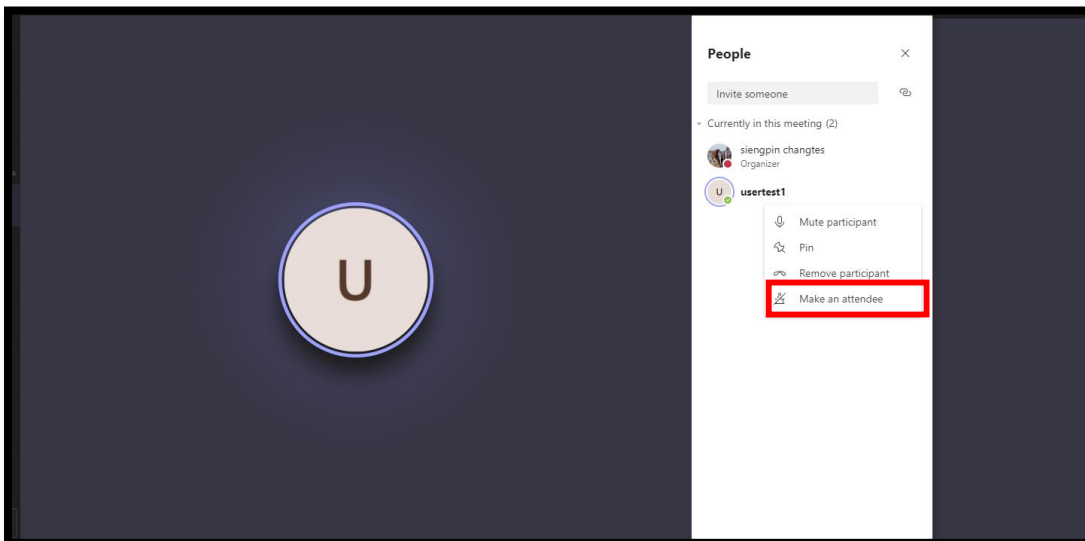 People
Invite someone
Currently in this meeting (2)
siengpin changtes
Organizer
U usertest1
Mute participant
Pin
Remove participant
Make an attendee
U